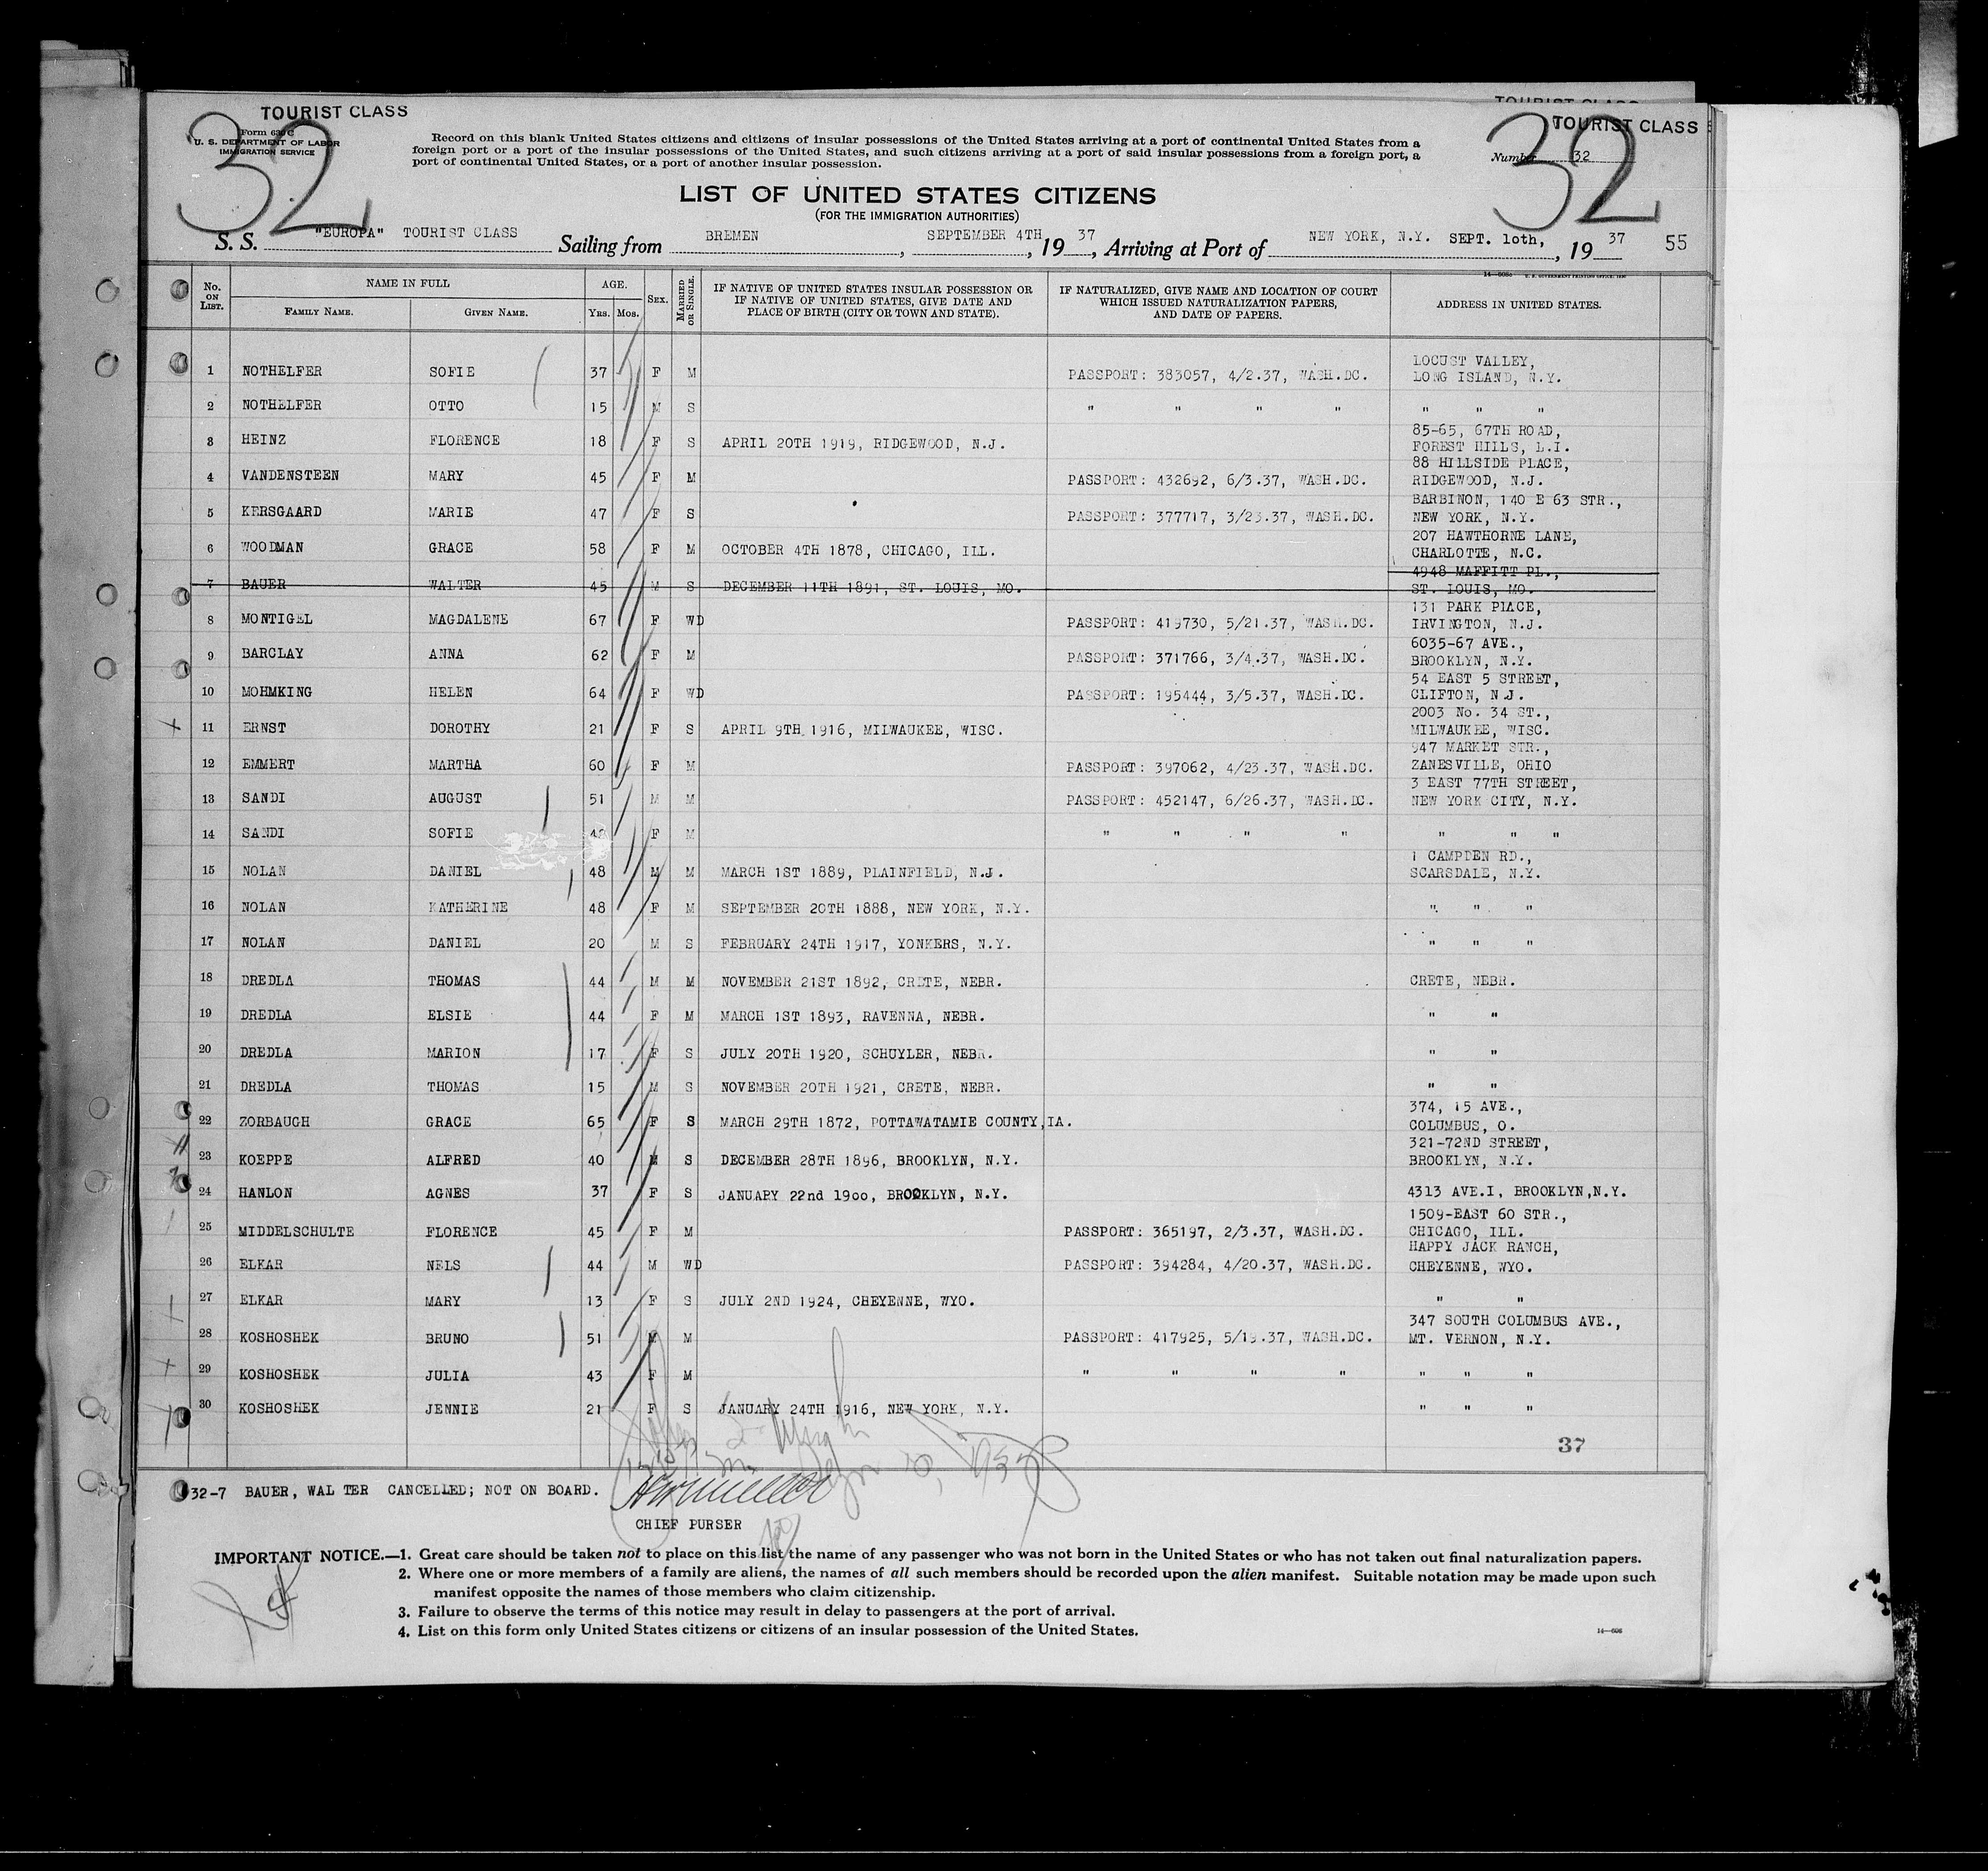 TOURIST CLASS
TOURIST CLASS
32
32
Form 630 C
U. S. DEPARTMENT OF LABOR
IMMIGRATION SERVICE
Number 32
Record on this blank United States citizens and citizens of insular possessions of the United States arriving at a port of continental United States from a
foreign port or a port of the insular possessions of the United States, and such citizens arriving at a port of said insular possessions from a foreign port, a
port of continental United States, or a port of another insular possession.
LIST OF UNITED STATES CITIZENS
(FOR THE IMMIGRATION AUTHORITIES)
S. S. "EUROPA" TOURIST CLASS Sailing from BREMEN, SEPTEMBER 4TH, 19 37, Arriving at Port of NEW YORK, N.Y. SEPT. 1oth, 19 37 55
No. ON LIST. NAME IN FULL FAMILY NAME. GIVEN NAME. AGE. YRS. MOS. SEX. MARRIED OR SINGLE. IF NATIVE OF UNITED STATES INSULAR POSSESSION OR IF NATIVE OF UNITED STATES, GIVE DATE AND PLACE OF BIRTH (CITY OR TOWN AND STATE). IF NATURALIZED, GIVE NAME AND LOCATION OF COURT WHICH ISSUED NATURALIZATION PAPERS, AND DATE OF PAPERS. ADDRESS IN UNITED STATES.
1 NOTHELFER SOFIE 37 F M PASSPORT: 383057, 4/2.37, WASH.DC. LOCUST VALLEY, LONG ISLAND, N.Y.
2 NOTHELFER OTTO 15 M S " " " " " " "
3 HEINZ FLORENCE 18 F S APRIL 20TH 1919, RIDGEWOOD, N.J. 85-65, 67TH ROAD, FOREST HILLS, L.I.
4 VANDENSTEEN MARY 45 F M PASSPORT: 432692, 6/3.37, WASH.DC. 88 HILLSIDE PLACE, RIDGEWOOD, N.J.
5 KERSGAARD MARIE 47 F S PASSPORT: 377717, 3/23.37, WASH.DC. BARBINON, 140 E 63 STR., NEW YORK, N.Y.
6 WOODMAN GRACE 58 F M OCTOBER 4TH 1878, CHICAGO, ILL. 207 HAWTHORNE LANE, CHARLOTTE, N.C.
7 BAUER WALTER 45 M S DECEMBER 11TH 1891, ST. LOUIS, MO. 4948 MAFFITT PL., ST. LOUIS, MO.
8 MONTIGEL MAGDALENE 67 F WD PASSPORT: 419730, 5/21.37, WASH.DC. 131 PARK PLACE, IRVINGTON, N.J.
9 BARCLAY ANNA 62 F M PASSPORT: 371766, 3/4.37, WASH.DC. 6035-67 AVE., BROOKLYN, N.Y.
10 MOHMKING HELEN 64 F WD PASSPORT: 195444, 3/5.37, WASH.DC. 54 EAST 5 STREET, CLIFTON, N.J.
11 ERNST DOROTHY 21 F S APRIL 9TH 1916, MILWAUKEE, WISC. 2003 No. 34 ST., MILWAUKEE, WISC.
12 EMMERT MARTHA 60 F M PASSPORT: 397062, 4/23.37, WASH.DC. 947 MARKET STR., ZANESVILLE, OHIO
13 SANDI AUGUST 51 M M PASSPORT: 452147, 6/26.37, WASH.DC. 3 EAST 77TH STREET, NEW YORK CITY, N.Y.
14 SANDI SOFIE F M " " " " " " "
15 NOLAN DANIEL 48 M M MARCH 1ST 1889, PLAINFIELD, N.J. 1 CAMPDEN RD., SCARSDALE, N.Y.
16 NOLAN KATHERINE 48 F M SEPTEMBER 20TH 1888, NEW YORK, N.Y. " " "
17 NOLAN DANIEL 20 M S FEBRUARY 24TH 1917, YONKERS, N.Y. " " "
18 DREDLA THOMAS 44 M M NOVEMBER 21ST 1892, CRETE, NEBR. CRETE, NEBR.
19 DREDLA ELSIE 44 F M MARCH 1ST 1893, RAVENNA, NEBR. " "
20 DREDLA MARION 17 F S JULY 20TH 1920, SCHUYLER, NEBR. " "
21 DREDLA THOMAS 15 M S NOVEMBER 20TH 1921, CRETE, NEBR. " "
22 ZORBAUGH GRACE 65 F S MARCH 29TH 1872, POTTAWATAMIE COUNTY, IA. 374, 15 AVE., COLUMBUS, O.
23 KOEPPE ALFRED 40 M S DECEMBER 28TH 1896, BROOKLYN, N.Y. 321-72ND STREET, BROOKLYN, N.Y.
24 HANLON AGNES 37 F S JANUARY 22nd 19oo, BROOKLYN, N.Y. 4313 AVE.I, BROOKLYN,N.Y.
25 MIDDELSCHULTE FLORENCE 45 F M PASSPORT: 365197, 2/3.37, WASH.DC. 1509-EAST 60 STR., CHICAGO, ILL.
26 ELKAR NELS 44 M WD PASSPORT: 394284, 4/20.37, WASH.DC. HAPPY JACK RANCH, CHEYENNE, WYO.
27 ELKAR MARY 13 F S JULY 2ND 1924, CHEYENNE, WYO. " "
28 KOSHOSHEK BRUNO 51 M M PASSPORT: 417925, 5/19.37, WASH.DC. 347 SOUTH COLUMBUS AVE., MT. VERNON, N.Y.
29 KOSHOSHEK JULIA 43 F M " " " " " " "
30 KOSHOSHEK JENNIE 21 F S JANUARY 24TH 1916, NEW YORK, N.Y. " " "
37
32-7 BAUER, WAL TER CANCELLED; NOT ON BOARD.
CHIEF PURSER
IMPORTANT NOTICE.—1. Great care should be taken not to place on this list the name of any passenger who was not born in the United States or who has not taken out final naturalization papers.
2. Where one or more members of a family are aliens, the names of all such members should be recorded upon the alien manifest. Suitable notation may be made upon such
manifest opposite the names of those members who claim citizenship.
3. Failure to observe the terms of this notice may result in delay to passengers at the port of arrival.
4. List on this form only United States citizens or citizens of an insular possession of the United States.